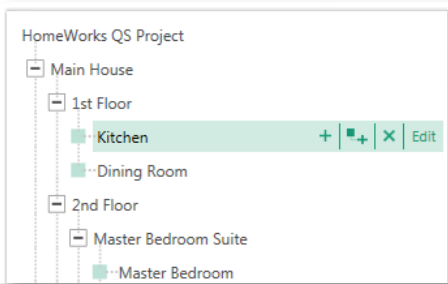 HomeWorks QS Project
Main House
1st Floor
Kitchen Edit
Dining Room
2nd Floor
Master Bedroom Suite
Master Bedroom